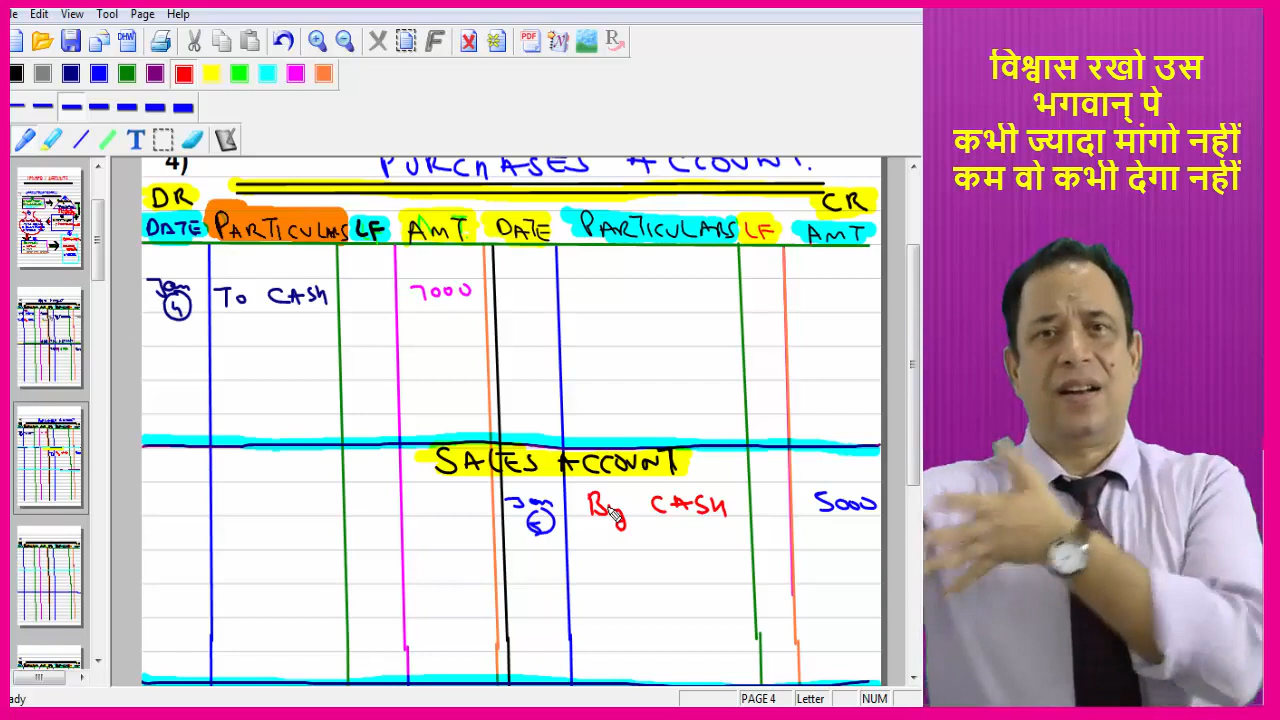 Edit View Tool Page Help
विश्वास रखो उस
भगवान् पे
कभी ज्यादा मांगो नहीं
कम वो कभी देगा नहीं
4) PURCHASES ACCOUNT.
DR CR
DATE PARTICULARS LF AMT DATE PARTICULARS LF AMT
Jan 4 To CASH 7000
SALES ACCOUNT
Jan By CASH 5000
PAGE 4 Letter NUM